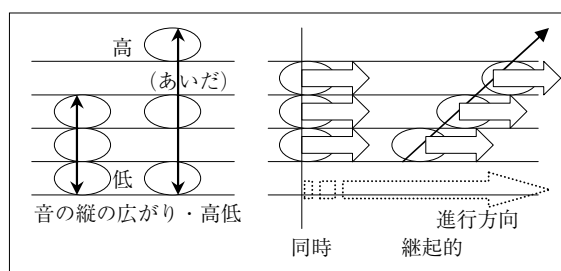 高
(あいだ)
低
音の縦の広がり・高低
進行方向
同時
継起的